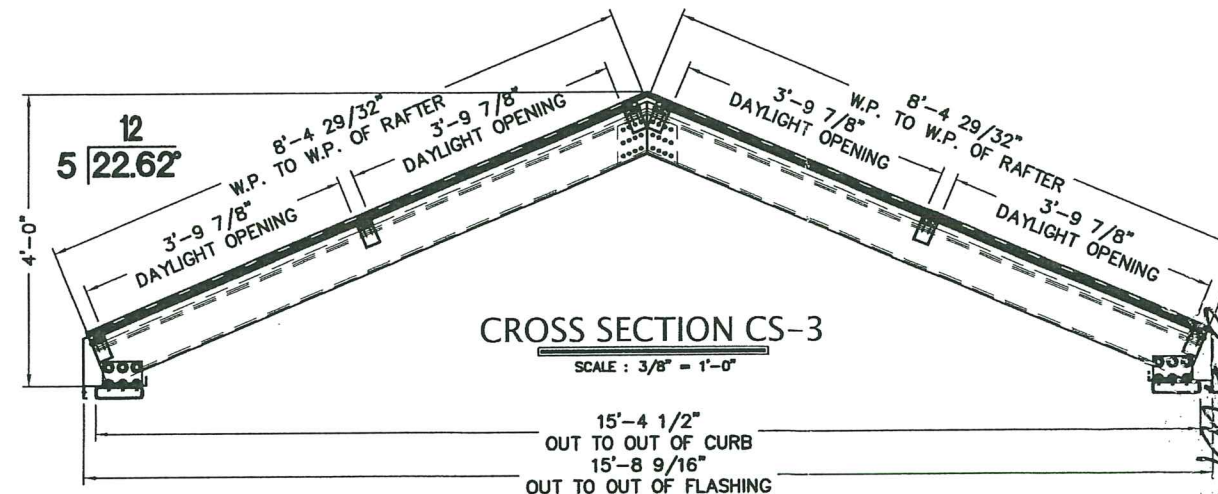 8'-4 29/32"
W.P. TO W.P. OF RAFTER
3'-9 7/8"
DAYLIGHT OPENING
3'-9 7/8"
DAYLIGHT OPENING
8'-4 29/32"
W.P. TO W.P. OF RAFTER
3'-9 7/8"
DAYLIGHT OPENING
3'-9 7/8"
DAYLIGHT OPENING
12
5 22.62°
4'-0"
CROSS SECTION CS-3
SCALE : 3/8" = 1'-0"
15'-4 1/2"
OUT TO OUT OF CURB
15'-8 9/16"
OUT TO OUT OF FLASHING